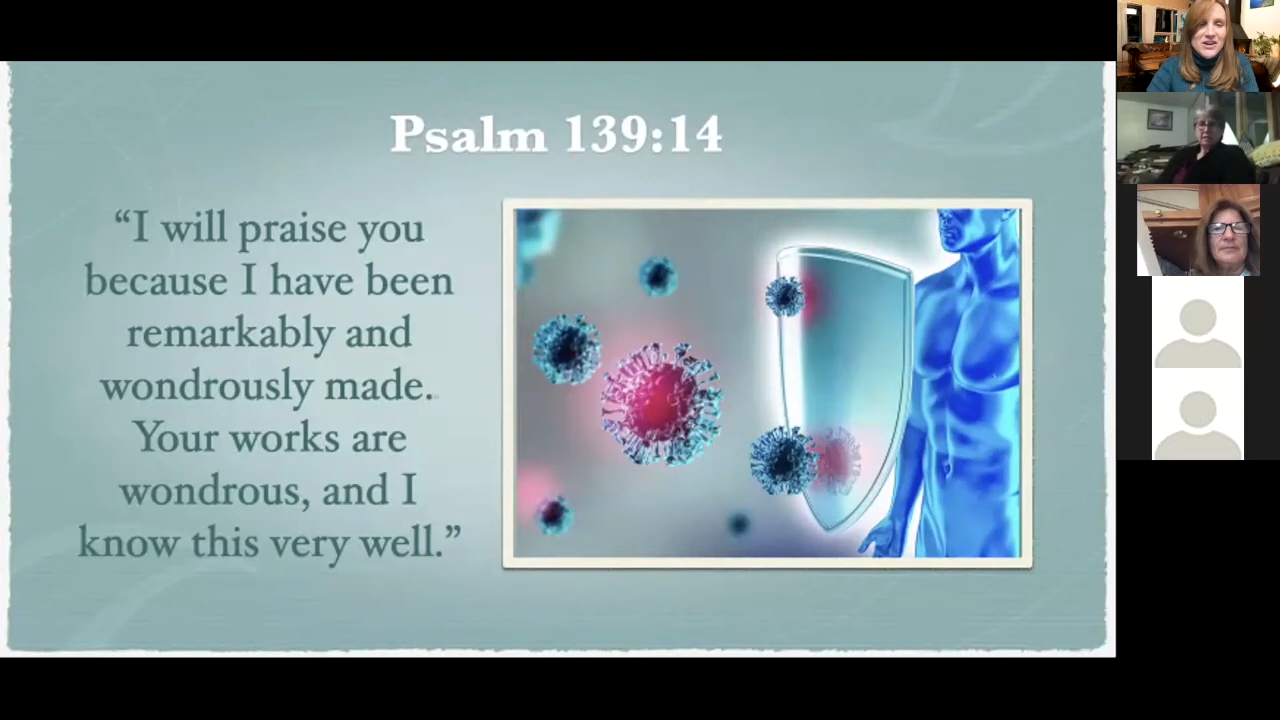 Psalm 139:14
“I will praise you
because I have been
remarkably and
wondrously made.
Your works are
wondrous, and I
know this very well.”